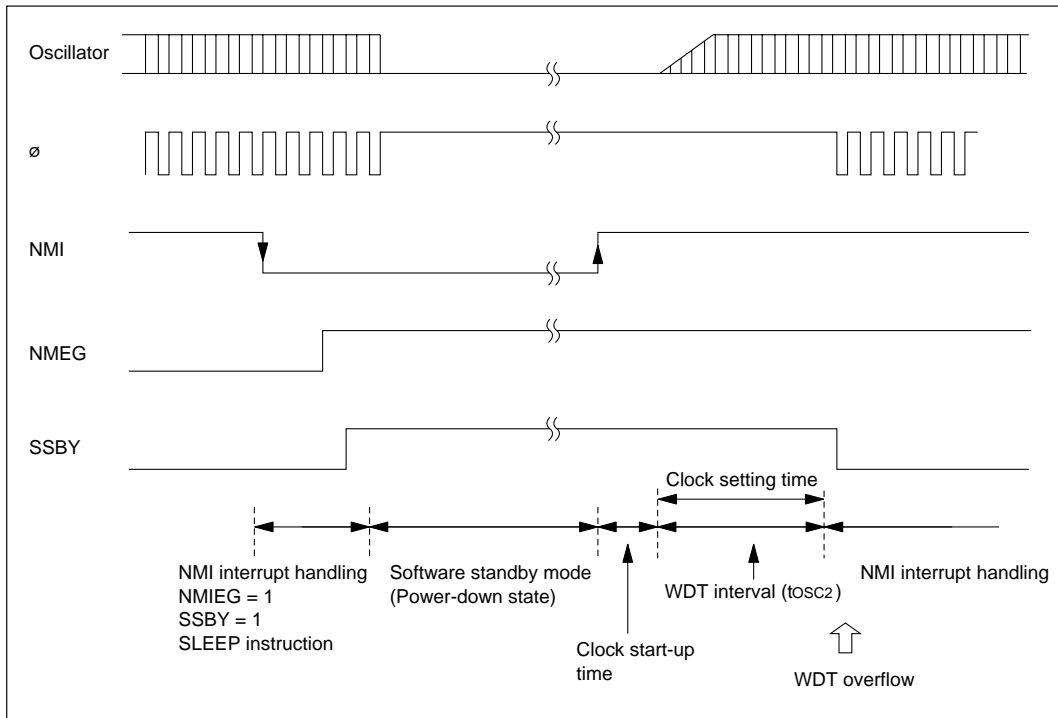 Oscillator
ø
NMI
NMEG
SSBY
Clock setting time
NMI interrupt handling
NMIEG = 1
SSBY = 1
SLEEP instruction
Software standby mode
(Power-down state)
Clock start-up
time
WDT interval (tOSC2)
WDT overflow
NMI interrupt handling